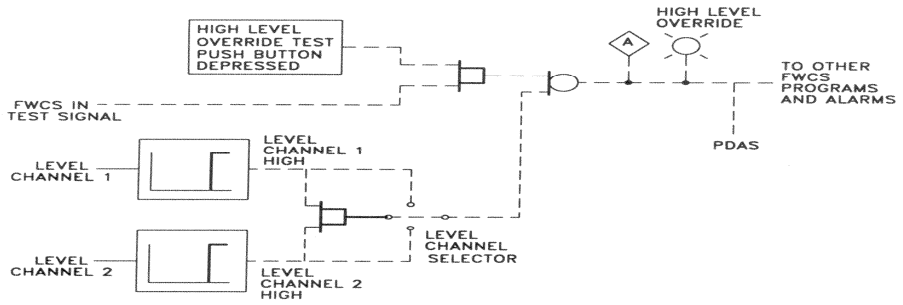 HIGH LEVEL
OVERRIDE TEST
PUSH BUTTON
DEPRESSED
HIGH LEVEL
OVERRIDE
A
TO OTHER
FWCS
PROGRAMS
AND ALARMS
FWCS IN
TEST SIGNAL
PDAS
LEVEL
CHANNEL 1
LEVEL
CHANNEL 1
HIGH
LEVEL
CHANNEL
SELECTOR
LEVEL
CHANNEL 2
LEVEL
CHANNEL 2
HIGH